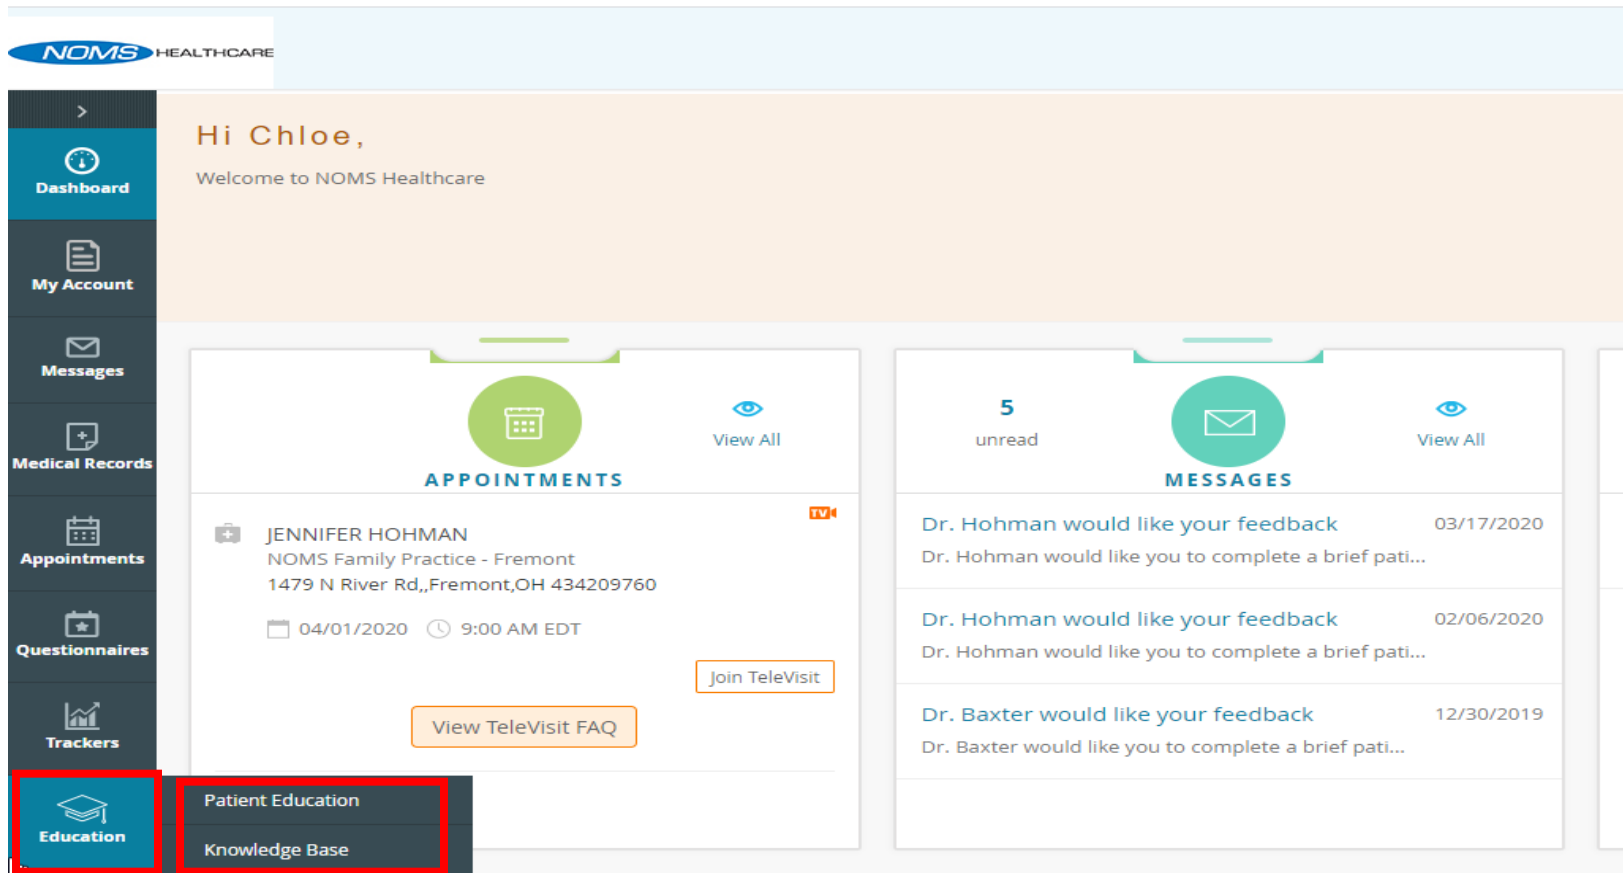 NOMS HEALTHCARE
>
Dashboard
My Account
Messages
Medical Records
Appointments
Questionnaires
Trackers
Education
Patient Education
Knowledge Base
Hi Chloe,
Welcome to NOMS Healthcare
View All
APPOINTMENTS
TV
JENNIFER HOHMAN
NOMS Family Practice - Fremont
1479 N River Rd,,Fremont,OH 434209760
04/01/2020 9:00 AM EDT
Join TeleVisit
View TeleVisit FAQ
5
unread
View All
MESSAGES
Dr. Hohman would like your feedback 03/17/2020
Dr. Hohman would like you to complete a brief pati...
Dr. Hohman would like your feedback 02/06/2020
Dr. Hohman would like you to complete a brief pati...
Dr. Baxter would like your feedback 12/30/2019
Dr. Baxter would like you to complete a brief pati...